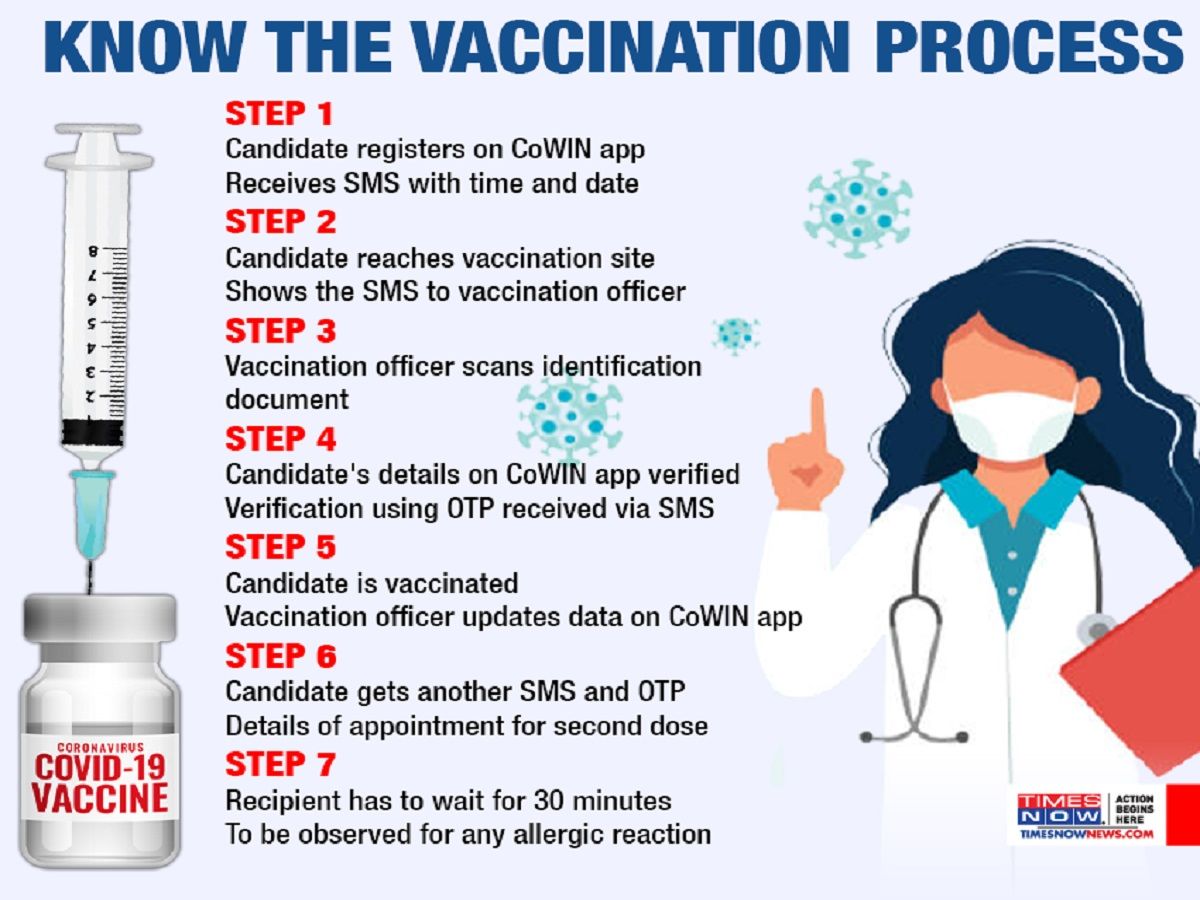 KNOW THE VACCINATION PROCESS
STEP 1
Candidate registers on CoWIN app
Receives SMS with time and date
STEP 2
Candidate reaches vaccination site
Shows the SMS to vaccination officer
STEP 3
Vaccination officer scans identification
document
STEP 4
Candidate's details on CoWIN app verified
Verification using OTP received via SMS
STEP 5
Candidate is vaccinated
Vaccination officer updates data on CoWIN app
STEP 6
Candidate gets another SMS and OTP
Details of appointment for second dose
STEP 7
Recipient has to wait for 30 minutes
To be observed for any allergic reaction
8
7
6
5
4
3
2
1
CORONAVIRUS
COVID-19
VACCINE
TIMES
NOW
ACTION
BEGINS
HERE
TIMESNOWNEWS.COM